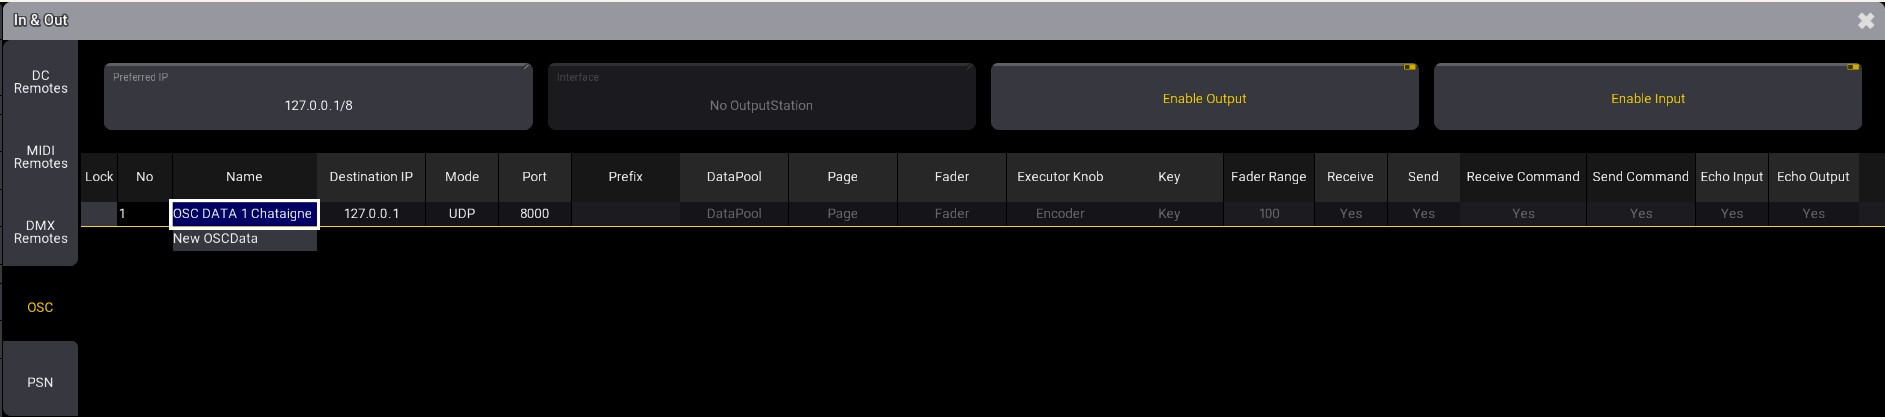 In & Out
DC
Remotes
MIDI
Remotes
DMX
Remotes
OSC
PSN
Preferred IP
127.0.0.1/8
Interface
No OutputStation
Enable Output
Enable Input
Lock No Name Destination IP Mode Port Prefix DataPool Page Fader Executor Knob Key Fader Range Receive Send Receive Command Send Command Echo Input Echo Output
1 OSC DATA 1 Chataigne 127.0.0.1 UDP 8000 DataPool Page Fader Encoder Key 100 Yes Yes Yes Yes Yes Yes
New OSCData